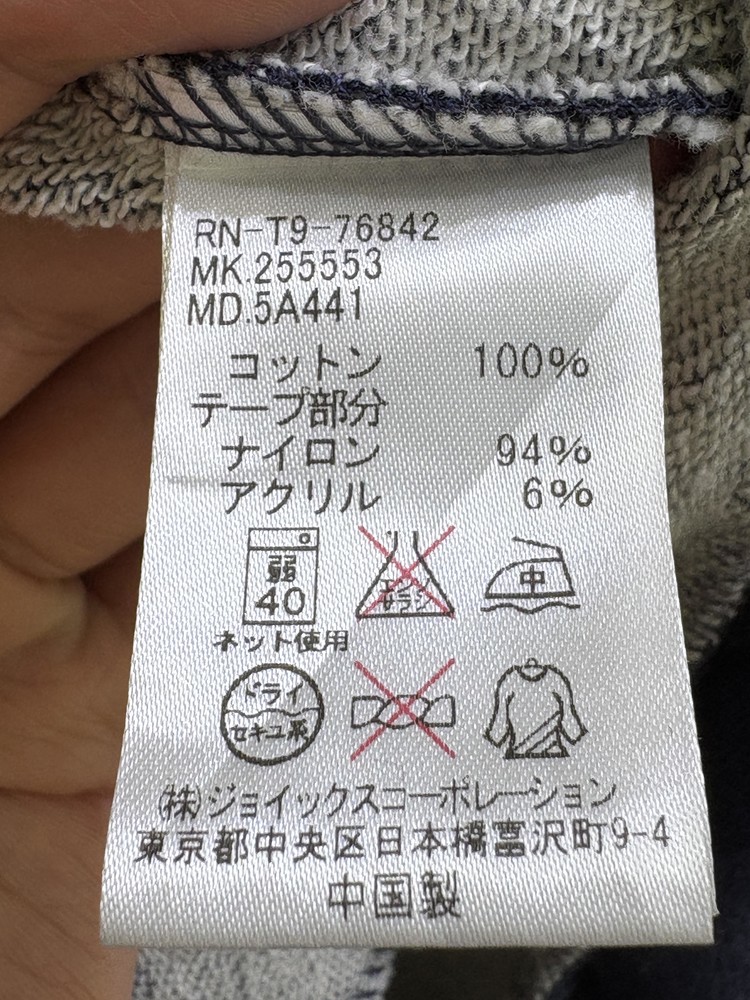 RN-T9-76842
MK.255553
MD.5A441
コットン 100%
テープ部分
ナイロン 94%
アクリル 6%
弱
40
エンソ
サラシ
中
ネット使用
ドライ
セキユ系
㈱ジョイックスコーポレーション
東京都中央区日本橋富沢町9-4
中国製